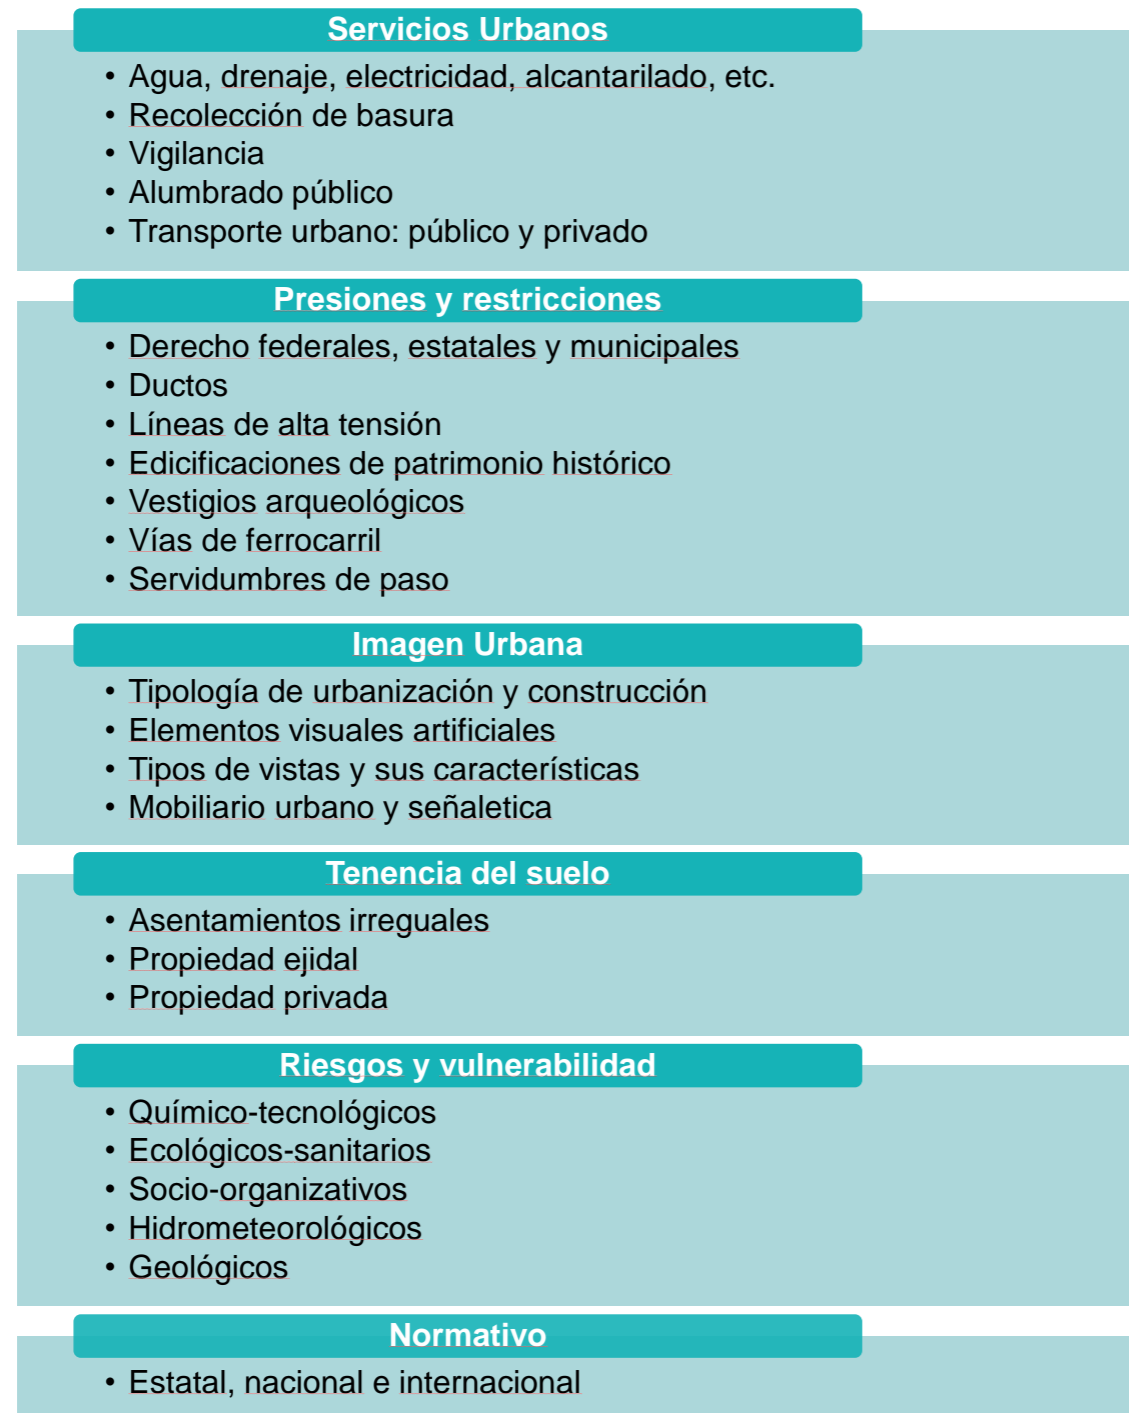 Servicios Urbanos
• Agua, drenaje, electricidad, alcantarilado, etc.
• Recolección de basura
• Vigilancia
• Alumbrado público
• Transporte urbano: público y privado
Presiones y restricciones
• Derecho federales, estatales y municipales
• Ductos
• Líneas de alta tensión
• Edicificaciones de patrimonio histórico
• Vestigios arqueológicos
• Vías de ferrocarril
• Servidumbres de paso
Imagen Urbana
• Tipología de urbanización y construcción
• Elementos visuales artificiales
• Tipos de vistas y sus características
• Mobiliario urbano y señaletica
Tenencia del suelo
• Asentamientos irreguales
• Propiedad ejidal
• Propiedad privada
Riesgos y vulnerabilidad
• Químico-tecnológicos
• Ecológicos-sanitarios
• Socio-organizativos
• Hidrometeorológicos
• Geológicos
Normativo
• Estatal, nacional e internacional